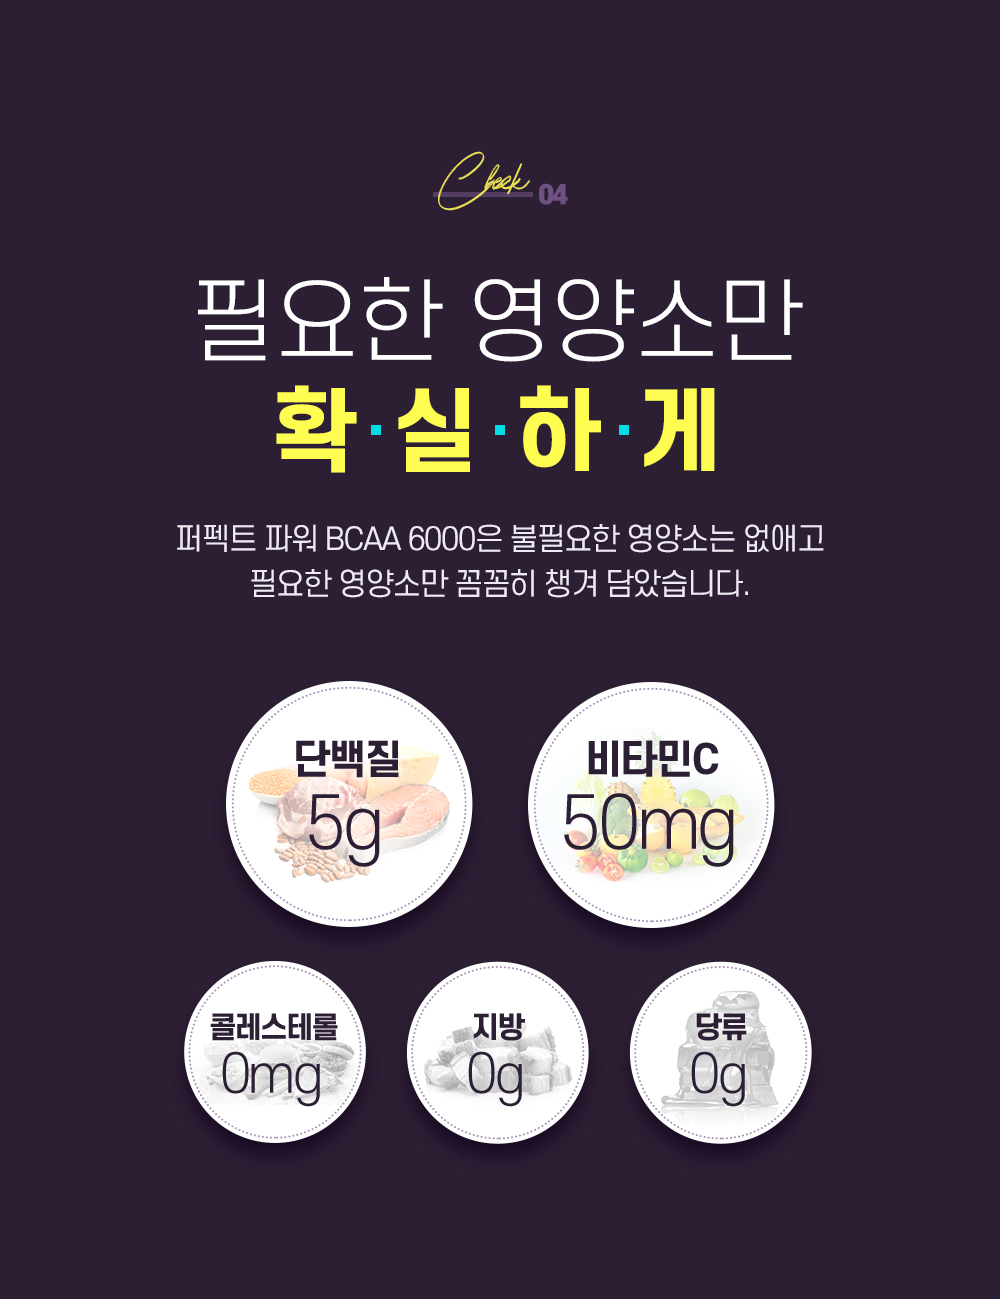 Check 04
필요한 영양소만
확·실·하·게
퍼펙트 파워 BCAA 6000은 불필요한 영양소는 없애고
필요한 영양소만 꼼꼼히 챙겨 담았습니다.
단백질
5g
비타민C
50mg
콜레스테롤
0mg
지방
0g
당류
0g